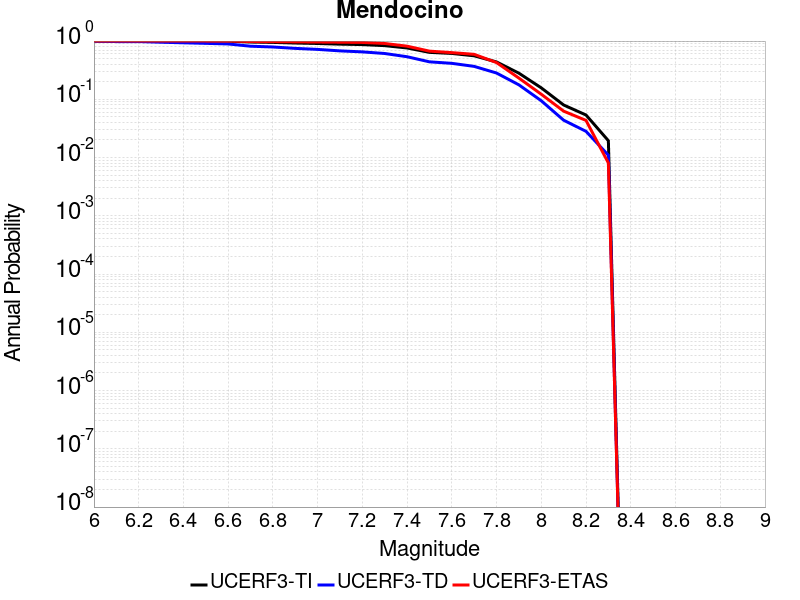 Mendocino
Annual Probability
10^0
10^-1
10^-2
10^-3
10^-4
10^-5
10^-6
10^-7
10^-8
6 6.2 6.4 6.6 6.8 7 7.2 7.4 7.6 7.8 8 8.2 8.4 8.6 8.8 9
Magnitude
UCERF3-TI UCERF3-TD UCERF3-ETAS